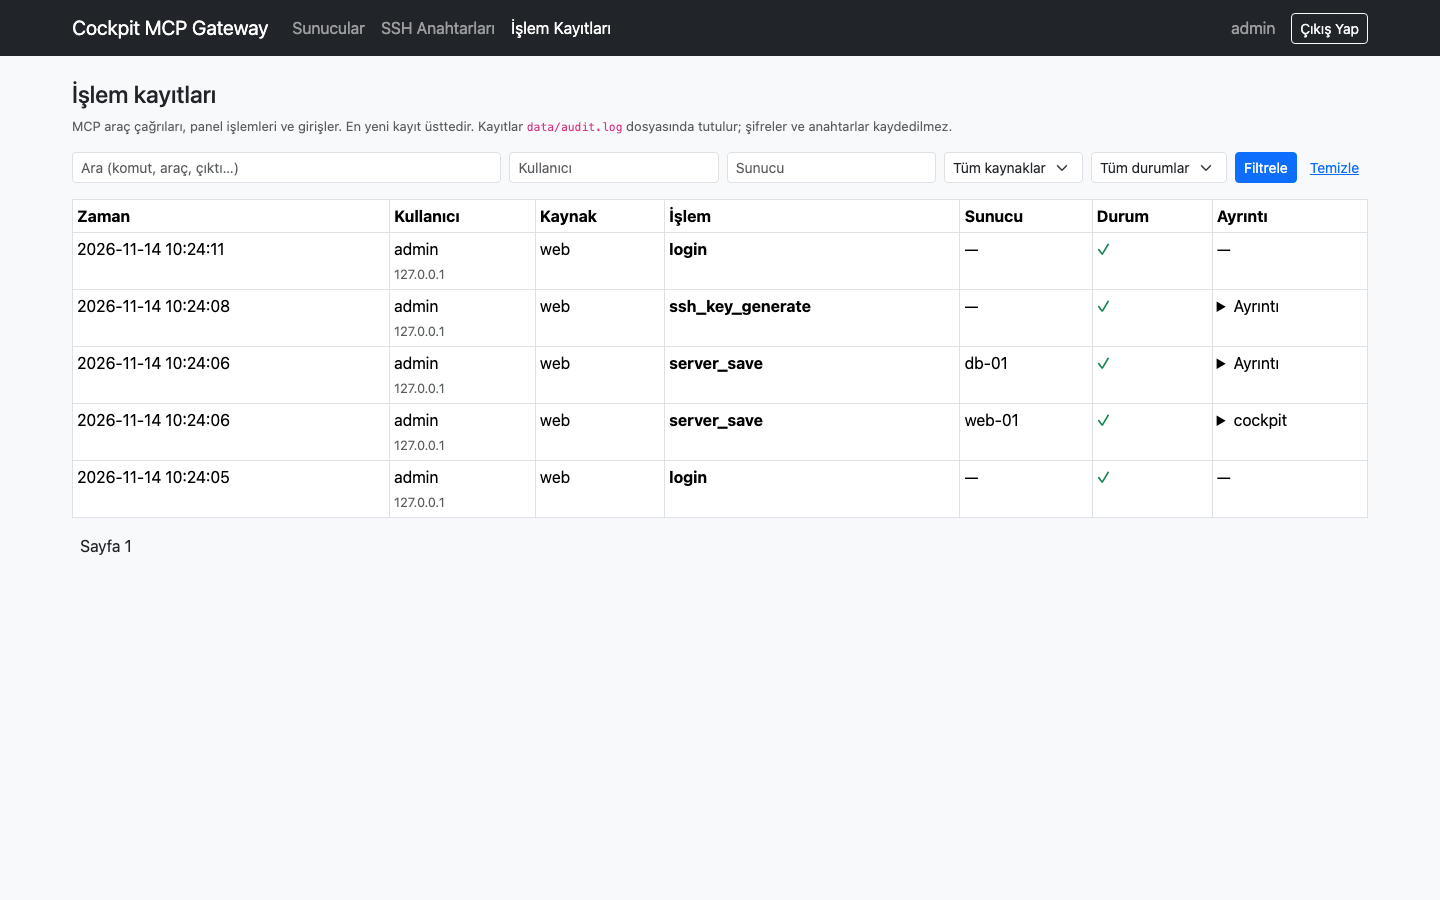 Cockpit MCP Gateway Sunucular SSH Anahtarları İşlem Kayıtları admin Çıkış Yap
İşlem kayıtları
MCP araç çağrıları, panel işlemleri ve girişler. En yeni kayıt üsttedir. Kayıtlar data/audit.log dosyasında tutulur; şifreler ve anahtarlar kaydedilmez.
Ara (komut, araç, çıktı...) Kullanıcı Sunucu Tüm kaynaklar Tüm durumlar Filtrele Temizle
Zaman Kullanıcı Kaynak İşlem Sunucu Durum Ayrıntı
2026-11-14 10:24:11 admin web login — ✓ —
127.0.0.1
2026-11-14 10:24:08 admin web ssh_key_generate — ✓ ▶ Ayrıntı
127.0.0.1
2026-11-14 10:24:06 admin web server_save db-01 ✓ ▶ Ayrıntı
127.0.0.1
2026-11-14 10:24:06 admin web server_save web-01 ✓ ▶ cockpit
127.0.0.1
2026-11-14 10:24:05 admin web login — ✓ —
127.0.0.1
Sayfa 1